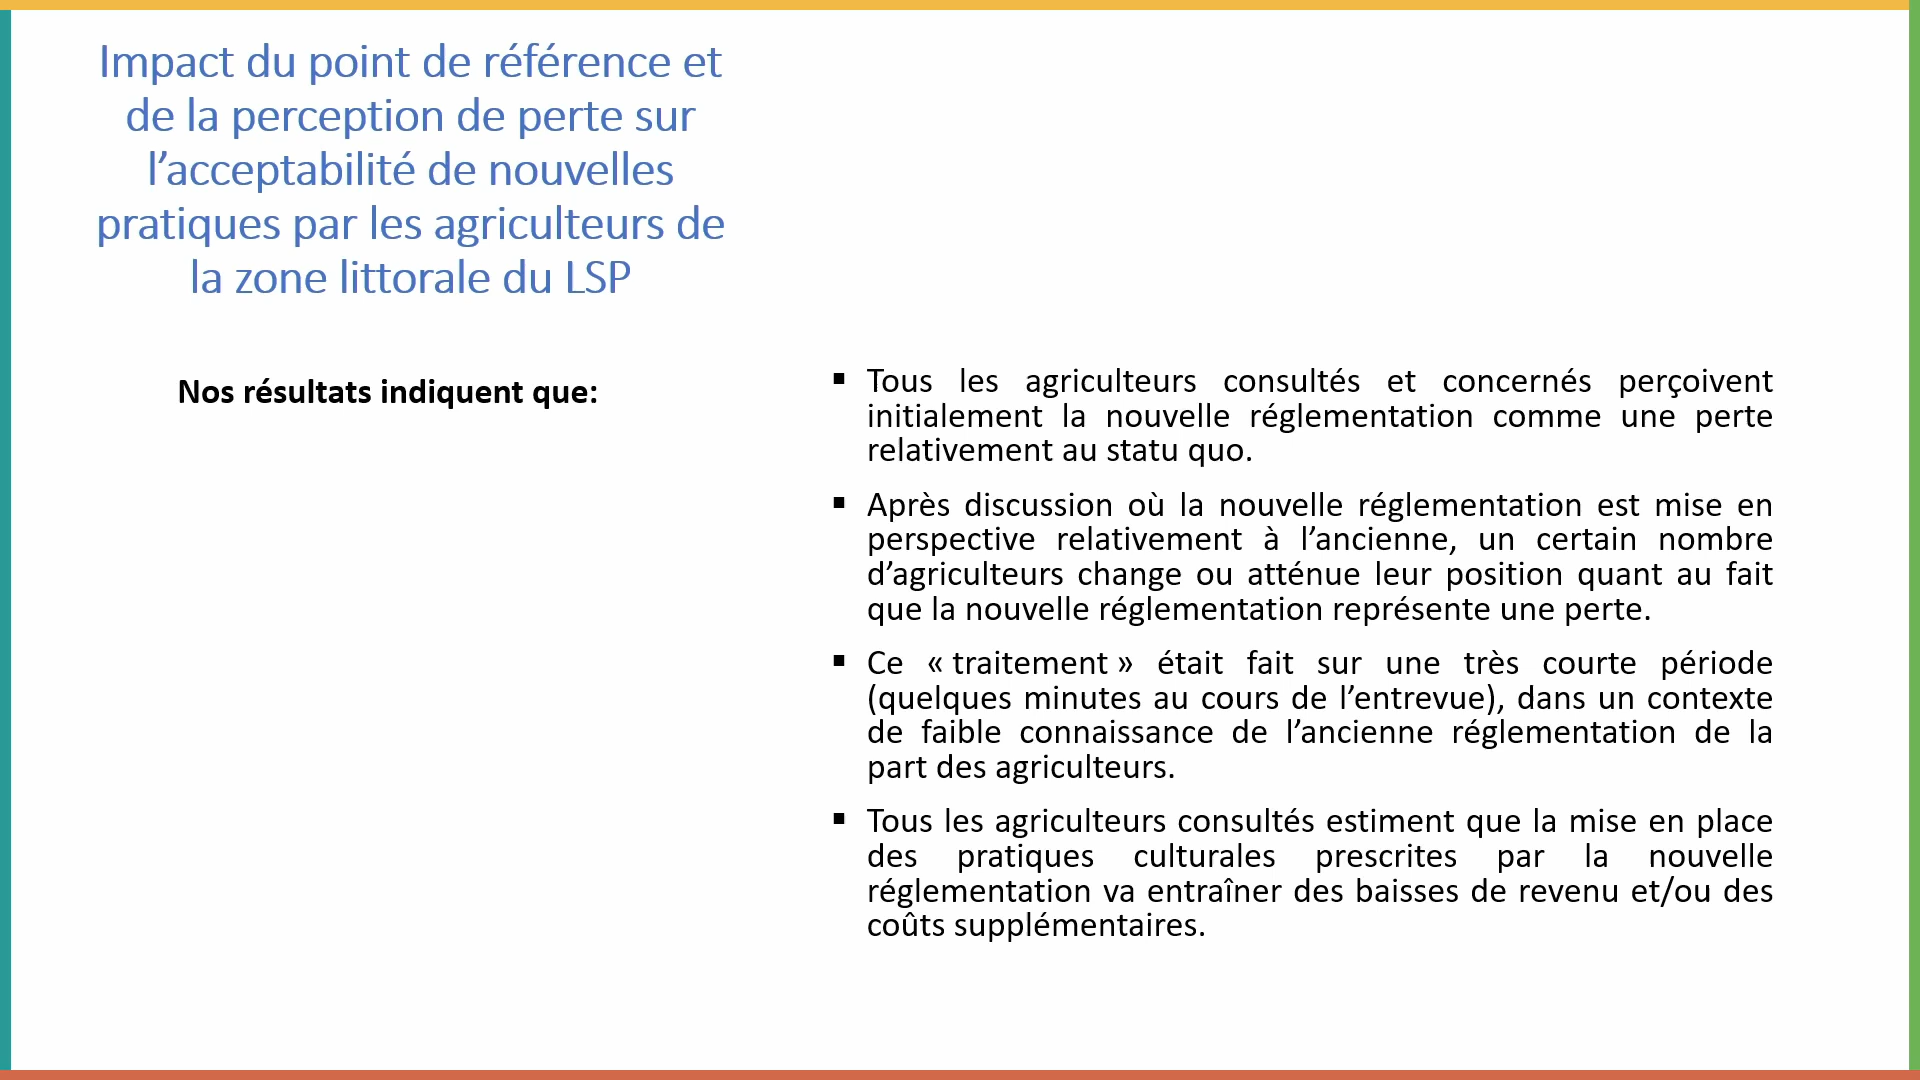 Impact du point de référence et
de la perception de perte sur
l’acceptabilité de nouvelles
pratiques par les agriculteurs de
la zone littorale du LSP
Nos résultats indiquent que:
▪ Tous les agriculteurs consultés et concernés perçoivent
initialement la nouvelle réglementation comme une perte
relativement au statu quo.
▪ Après discussion où la nouvelle réglementation est mise en
perspective relativement à l’ancienne, un certain nombre
d’agriculteurs change ou atténue leur position quant au fait
que la nouvelle réglementation représente une perte.
▪ Ce « traitement » était fait sur une très courte période
(quelques minutes au cours de l’entrevue), dans un contexte
de faible connaissance de l’ancienne réglementation de la
part des agriculteurs.
▪ Tous les agriculteurs consultés estiment que la mise en place
des pratiques culturales prescrites par la nouvelle
réglementation va entraîner des baisses de revenu et/ou des
coûts supplémentaires.